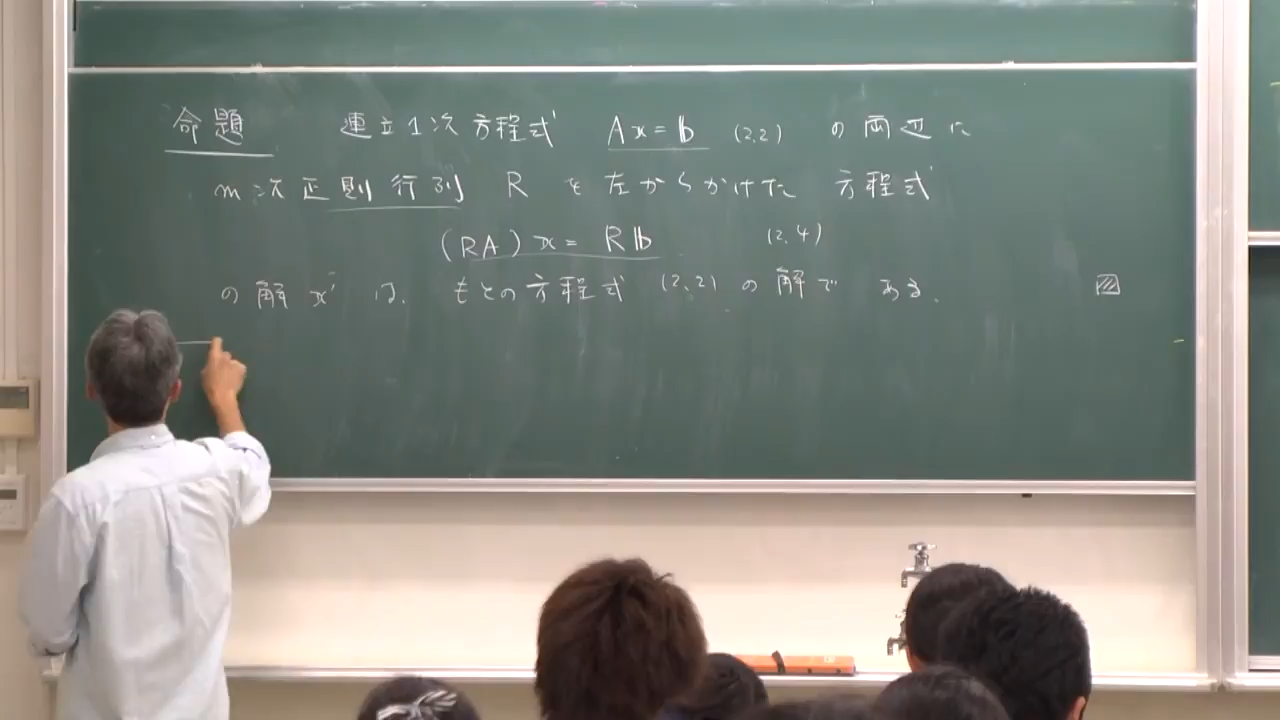 命題 連立1次方程式 Ax=b (2,2) の両辺に
m次正則行列 R を左からかけた 方程式
(RA)x = Rb (2,4)
の解 x' は、もとの方程式 (2,2) の解で ある.